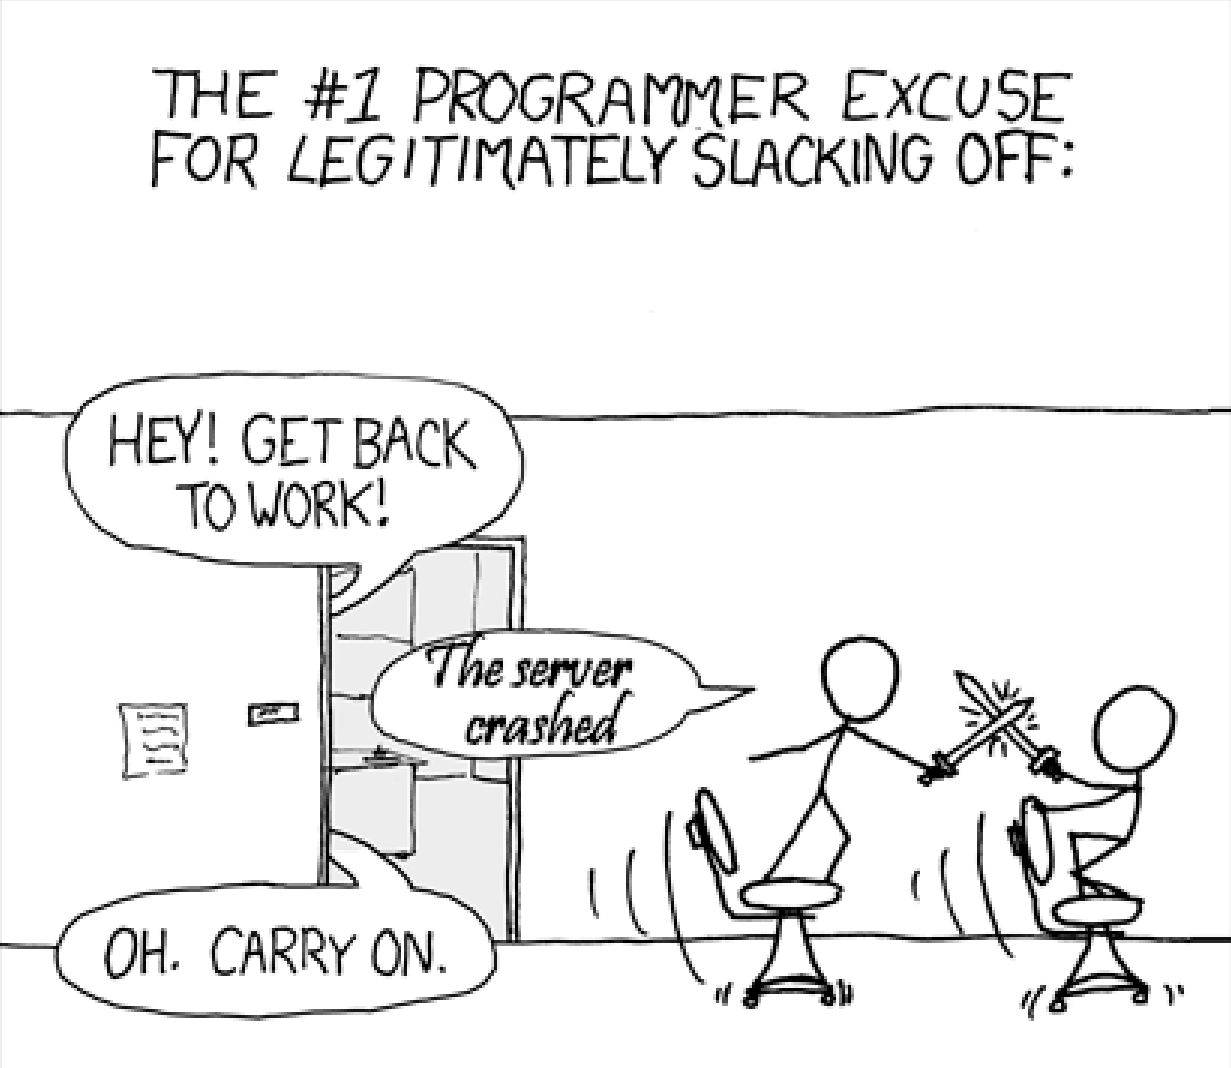 THE #1 PROGRAMMER EXCUSE
FOR LEGITIMATELY SLACKING OFF:
HEY! GET BACK
TO WORK!
The server
crashed
OH. CARRY ON.